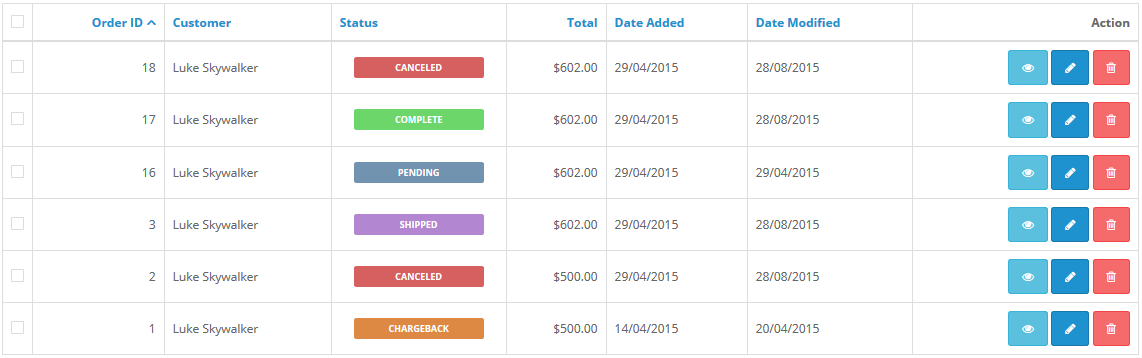 Order ID Customer Status Total Date Added Date Modified Action
18 Luke Skywalker CANCELED $602.00 29/04/2015 28/08/2015
17 Luke Skywalker COMPLETE $602.00 29/04/2015 28/08/2015
16 Luke Skywalker PENDING $602.00 29/04/2015 29/04/2015
3 Luke Skywalker SHIPPED $602.00 29/04/2015 28/08/2015
2 Luke Skywalker CANCELED $500.00 29/04/2015 28/08/2015
1 Luke Skywalker CHARGEBACK $500.00 14/04/2015 20/04/2015